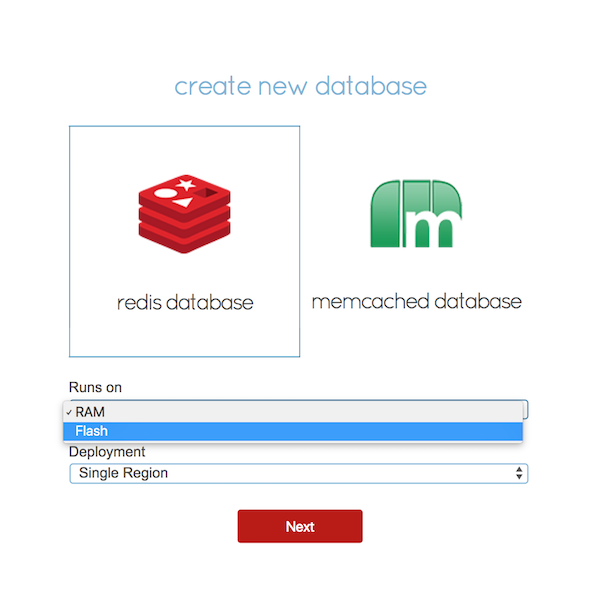 create new database
m
redis database
memcached database
Runs on
✓ RAM
Flash
Deployment
Single Region
Next